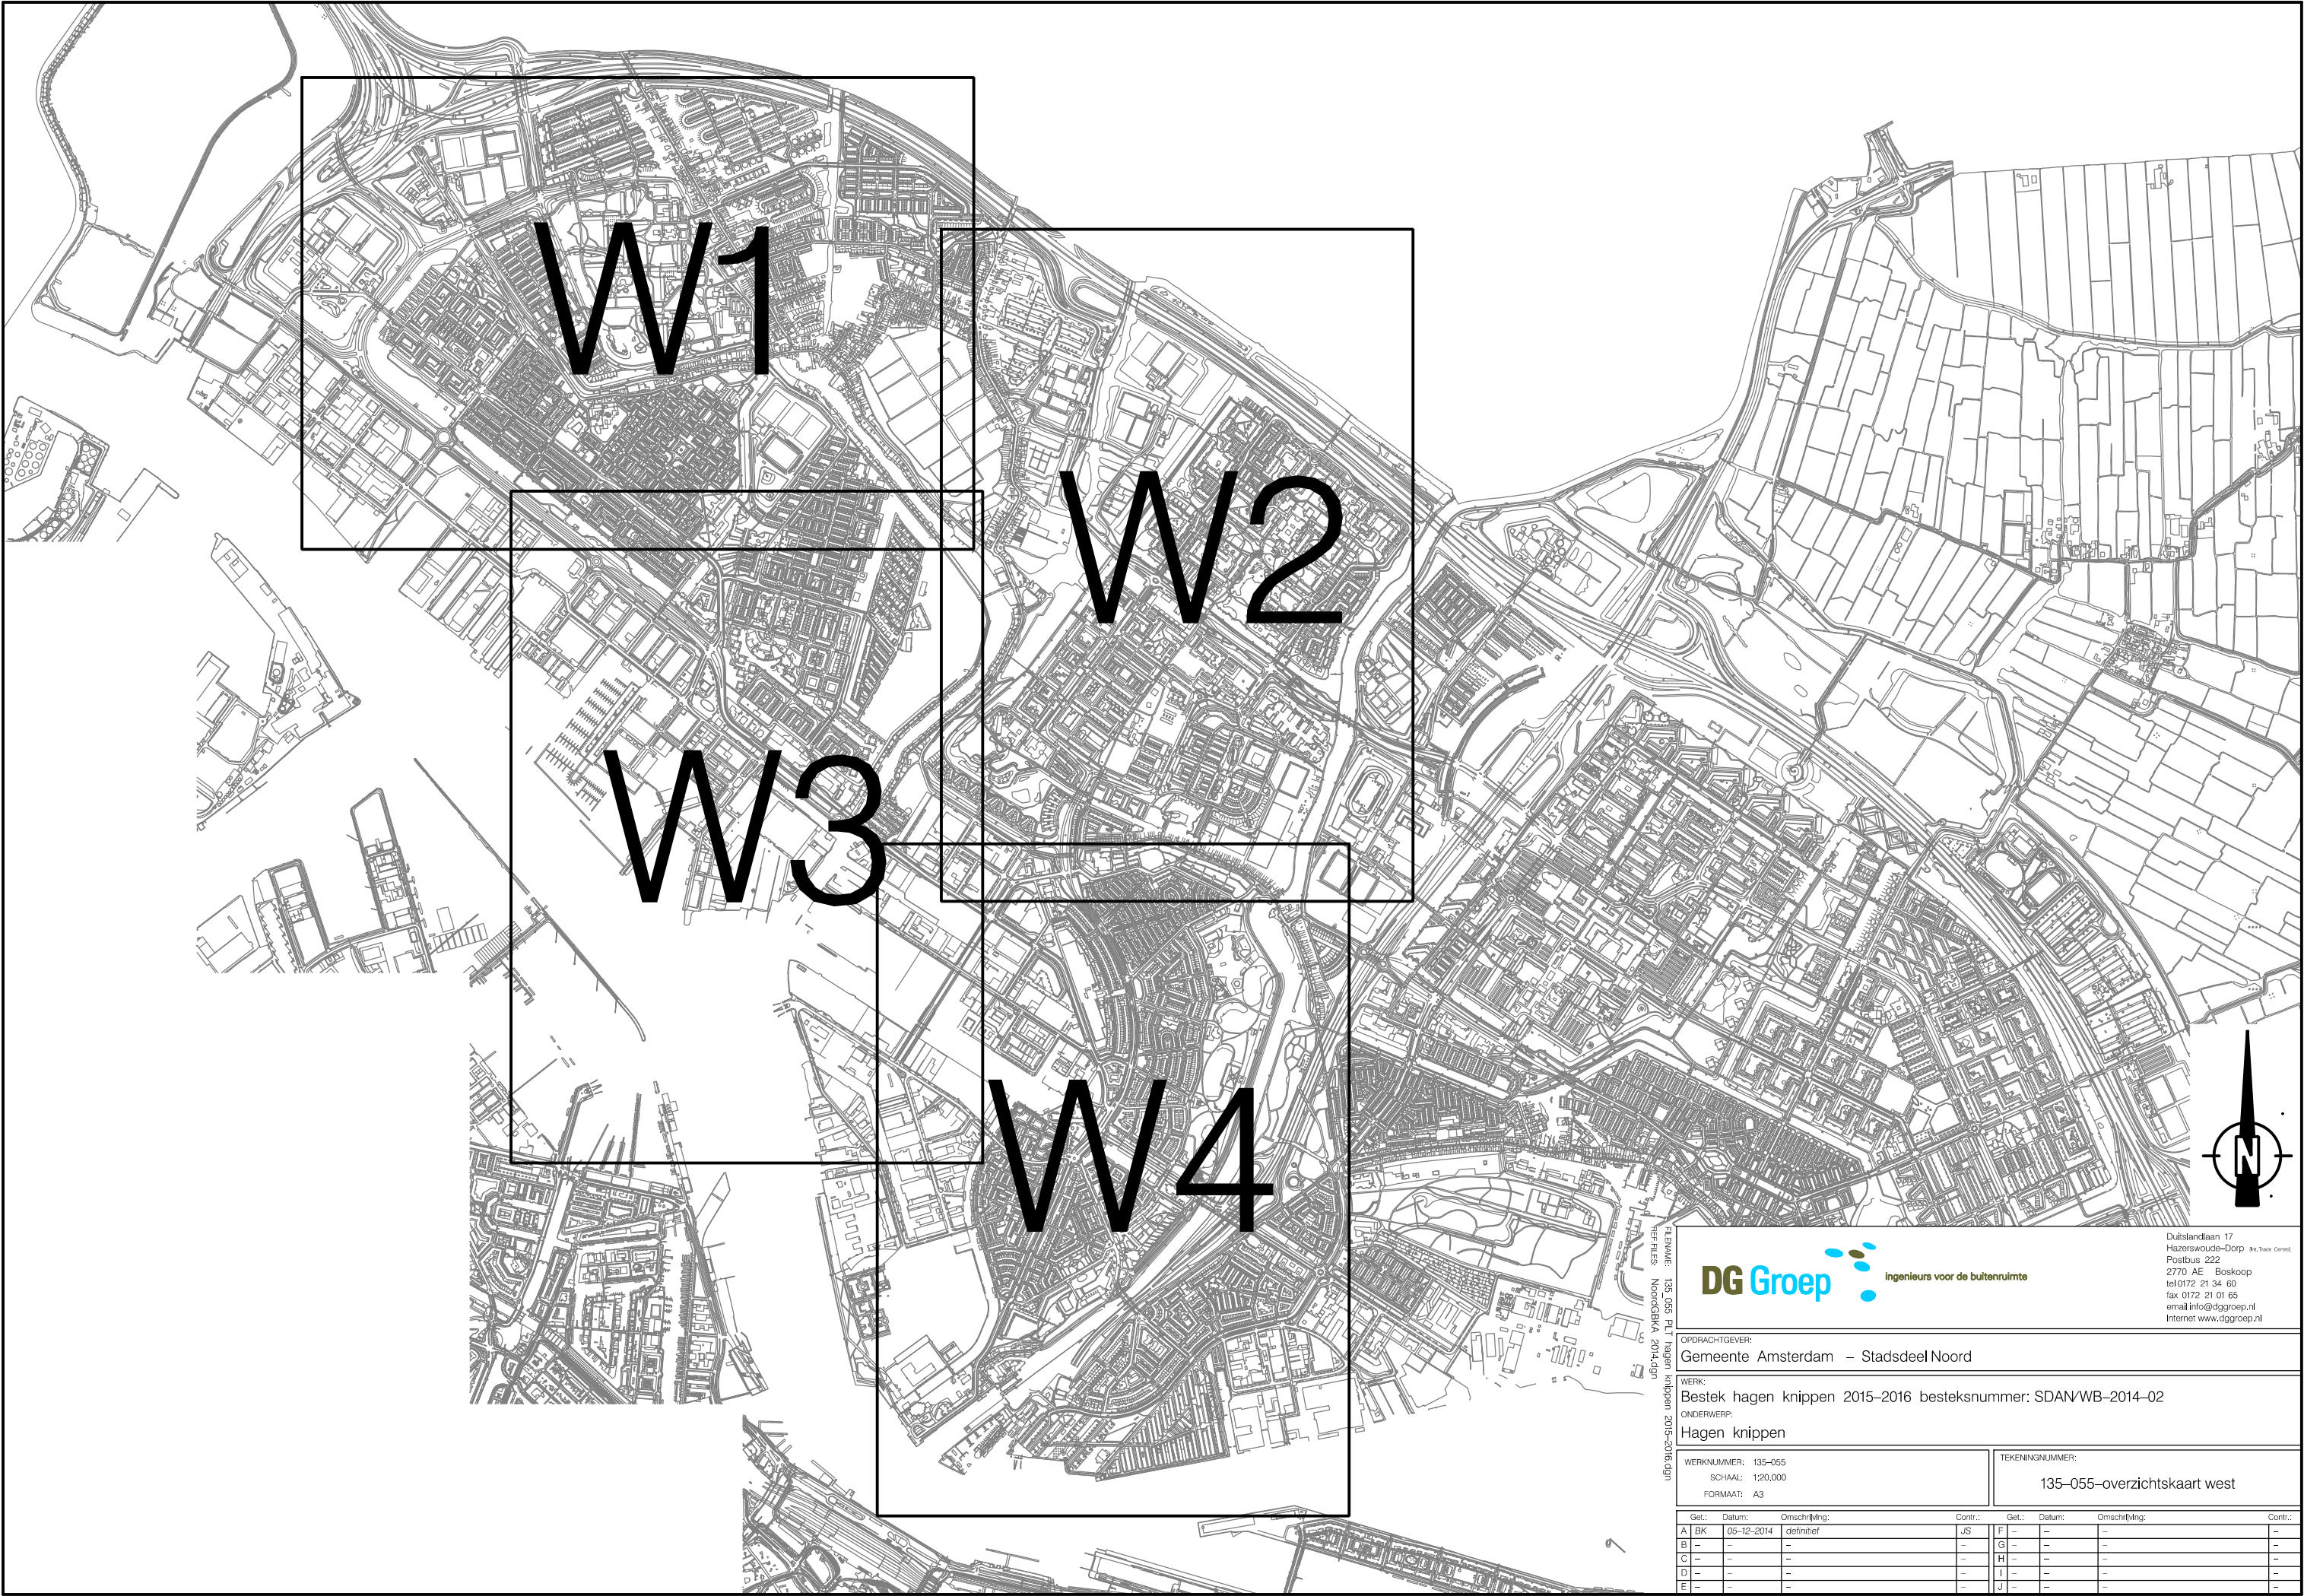 W1
W2
W3
W4
N
FILENAME: 135_055 PLT hagen knippen 2015-2016.dgn
REF.FILES: NoordGBKA 2014.dgn
DG Groep
ingenieurs voor de buitenruimte
Duitslandlaan 17
Hazerswoude-Dorp
Postbus 222
2770 AE Boskoop
tel 0172 21 34 60
fax 0172 21 01 65
email info@dggroep.nl
Internet www.dggroep.nl
OPDRACHTGEVER:
Gemeente Amsterdam – Stadsdeel Noord
WERK:
Bestek hagen knippen 2015–2016 besteksnummer: SDAN/WB–2014–02
ONDERWERP:
Hagen knippen
WERKNUMMER: 135–055
SCHAAL: 1:20,000
FORMAAT: A3
TEKENINGNUMMER:
135–055–overzichtskaart west
Get.: Datum: Omschrijving: Contr.: Get.: Datum: Omschrijving: Contr.:
A BK 05–12–2014 definitief JS F – – – –
B – – – – G – – – –
C – – – – H – – – –
D – – – – I – – – –
E – – – – J – – – –